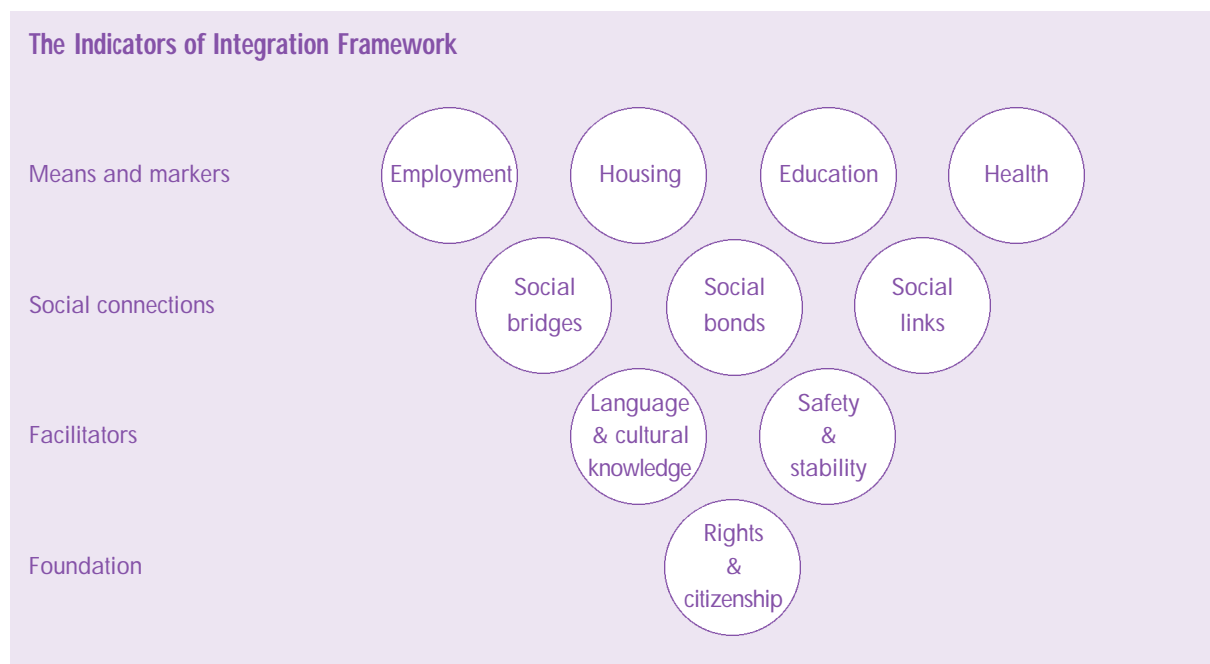 The Indicators of Integration Framework
Means and markers
Employment
Housing
Education
Health
Social connections
Social
bridges
Social
bonds
Social
links
Facilitators
Language
& cultural
knowledge
Safety
&
stability
Foundation
Rights
&
citizenship